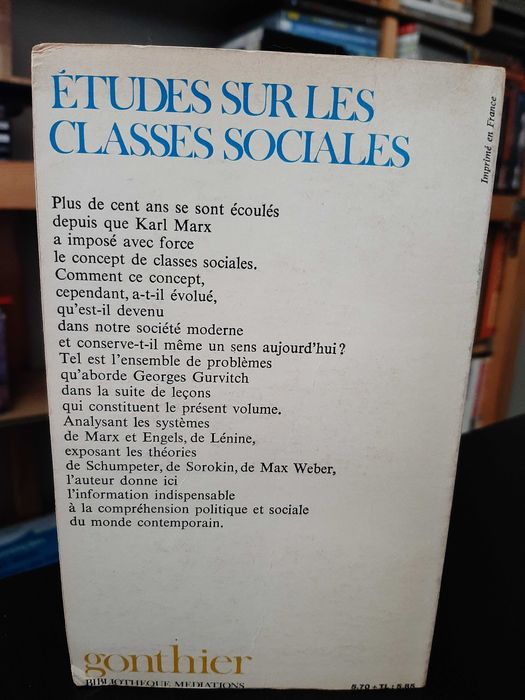 ÉTUDES SUR LES
CLASSES SOCIALES
Imprimé en France
Plus de cent ans se sont écoulés
depuis que Karl Marx
a imposé avec force
le concept de classes sociales.
Comment ce concept,
cependant, a-t-il évolué,
qu'est-il devenu
dans notre société moderne
et conserve-t-il même un sens aujourd'hui ?
Tel est l'ensemble de problèmes
qu'aborde Georges Gurvitch
dans la suite de leçons
qui constituent le présent volume.
Analysant les systèmes
de Marx et Engels, de Lénine,
exposant les théories
de Schumpeter, de Sorokin, de Max Weber,
l'auteur donne ici
l'information indispensable
à la compréhension politique et sociale
du monde contemporain.
gonthier
BIBLIOTHEQUE MEDIATIONS
5,70 + TL : 5,85